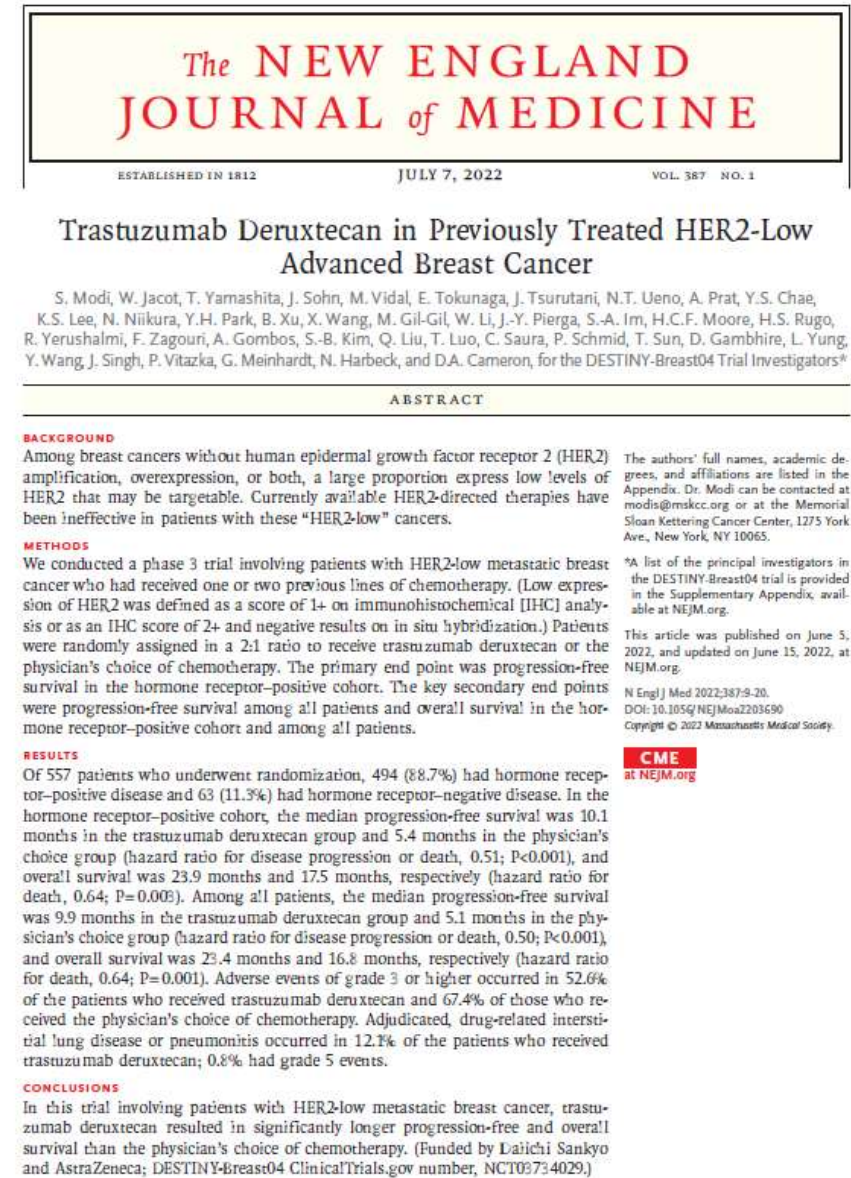 The NEW ENGLAND
JOURNAL of MEDICINE
ESTABLISHED IN 1812 JULY 7, 2022 VOL. 387 NO. 1
Trastuzumab Deruxtecan in Previously Treated HER2-Low
Advanced Breast Cancer
S. Modi, W. Jacot, T. Yamashita, J. Sohn, M. Vidal, E. Tokunaga, J. Tsurutani, N.T. Ueno, A. Prat, Y.S. Chae,
K.S. Lee, N. Niikura, Y.H. Park, B. Xu, X. Wang, M. Gil-Gil, W. Li, J.-Y. Pierga, S.-A. Im, H.C.F. Moore, H.S. Rugo,
R. Yerushalmi, F. Zagouri, A. Gombos, S.-B. Kim, Q. Liu, T. Luo, C. Saura, P. Schmid, T. Sun, D. Gambhire, L. Yung,
Y. Wang, J. Singh, P. Vitazka, G. Meinhardt, N. Harbeck, and D.A. Cameron, for the DESTINY-Breast04 Trial Investigators*
ABSTRACT
BACKGROUND
Among breast cancers without human epidermal growth factor receptor 2 (HER2)
amplification, overexpression, or both, a large proportion express low levels of
HER2 that may be targetable. Currently available HER2-directed therapies have
been ineffective in patients with these “HER2-low” cancers.
METHODS
We conducted a phase 3 trial involving patients with HER2-low metastatic breast
cancer who had received one or two previous lines of chemotherapy. (Low expres-
sion of HER2 was defined as a score of 1+ on immunohistochemical [IHC] analy-
sis or as an IHC score of 2+ and negative results on in situ hybridization.) Patients
were randomly assigned in a 2:1 ratio to receive trastuzumab deruxtecan or the
physician’s choice of chemotherapy. The primary end point was progression-free
survival in the hormone receptor–positive cohort. The key secondary end points
were progression-free survival among all patients and overall survival in the hor-
mone receptor–positive cohort and among all patients.
RESULTS
Of 557 patients who underwent randomization, 494 (88.7%) had hormone recep-
tor–positive disease and 63 (11.3%) had hormone receptor–negative disease. In the
hormone receptor–positive cohort, the median progression-free survival was 10.1
months in the trastuzumab deruxtecan group and 5.4 months in the physician’s
choice group (hazard ratio for disease progression or death, 0.51; P<0.001), and
overall survival was 23.9 months and 17.5 months, respectively (hazard ratio for
death, 0.64; P=0.003). Among all patients, the median progression-free survival
was 9.9 months in the trastuzumab deruxtecan group and 5.1 months in the phy-
sician’s choice group (hazard ratio for disease progression or death, 0.50; P<0.001),
and overall survival was 23.4 months and 16.8 months, respectively (hazard ratio
for death, 0.64; P=0.001). Adverse events of grade 3 or higher occurred in 52.6%
of the patients who received trastuzumab deruxtecan and 67.4% of those who re-
ceived the physician’s choice of chemotherapy. Adjudicated, drug-related intersti-
tial lung disease or pneumonitis occurred in 12.1% of the patients who received
trastuzumab deruxtecan; 0.8% had grade 5 events.
CONCLUSIONS
In this trial involving patients with HER2-low metastatic breast cancer, trastu-
zumab deruxtecan resulted in significantly longer progression-free and overall
survival than the physician’s choice of chemotherapy. (Funded by Daiichi Sankyo
and AstraZeneca; DESTINY-Breast04 ClinicalTrials.gov number, NCT03734029.)
The authors’ full names, academic de-
grees, and affiliations are listed in the
Appendix. Dr. Modi can be contacted at
modis@mskcc.org or at the Memorial
Sloan Kettering Cancer Center, 1275 York
Ave., New York, NY 10065.
*A list of the principal investigators in
the DESTINY-Breast04 trial is provided
in the Supplementary Appendix, avail-
able at NEJM.org.
This article was published on June 5,
2022, and updated on June 15, 2022, at
NEJM.org.
N Engl J Med 2022;387:9-20.
DOI: 10.1056/NEJMoa2203690
Copyright © 2022 Massachusetts Medical Society.
CME
at NEJM.org